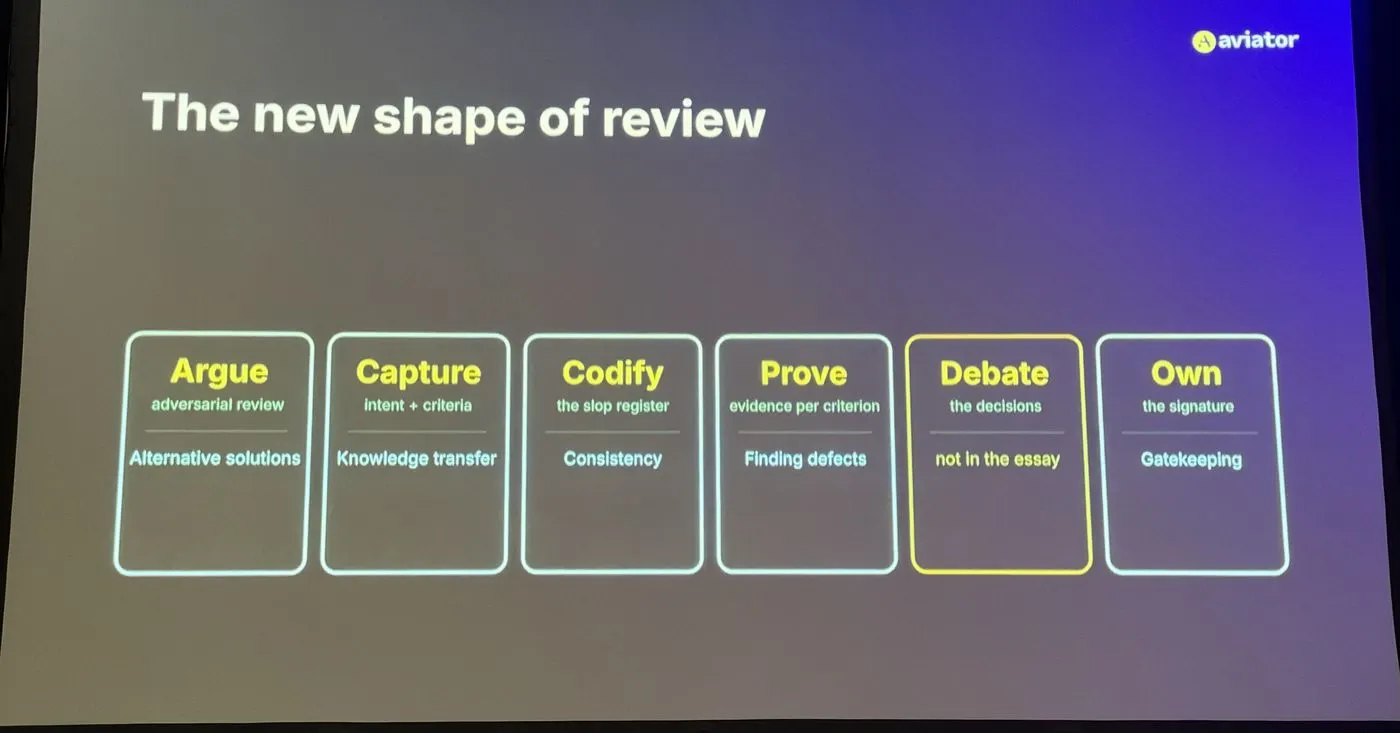 aviator
The new shape of review
Argue
adversarial review
Alternative solutions
Capture
intent + criteria
Knowledge transfer
Codify
the slop register
Consistency
Prove
evidence per criterion
Finding defects
Debate
the decisions
not in the essay
Own
the signature
Gatekeeping